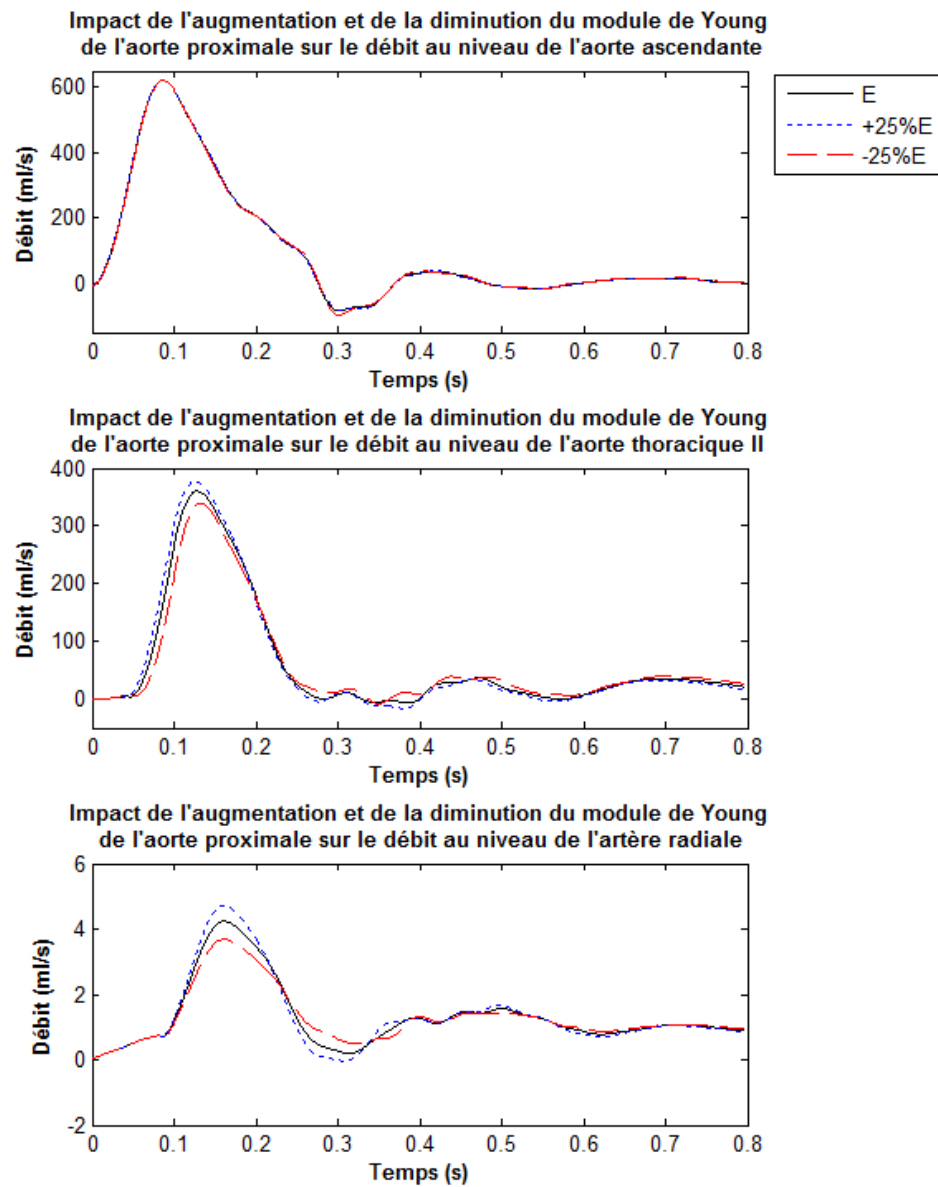 Impact de l'augmentation et de la diminution du module de Young
de l'aorte proximale sur le débit au niveau de l'aorte ascendante
600
400
200
0
Débit (ml/s)
0 0.1 0.2 0.3 0.4 0.5 0.6 0.7 0.8
Temps (s)
E
+25%E
-25%E
Impact de l'augmentation et de la diminution du module de Young
de l'aorte proximale sur le débit au niveau de l'aorte thoracique II
400
300
200
100
0
Débit (ml/s)
0 0.1 0.2 0.3 0.4 0.5 0.6 0.7 0.8
Temps (s)
Impact de l'augmentation et de la diminution du module de Young
de l'aorte proximale sur le débit au niveau de l'artère radiale
6
4
2
0
-2
Débit (ml/s)
0 0.1 0.2 0.3 0.4 0.5 0.6 0.7 0.8
Temps (s)